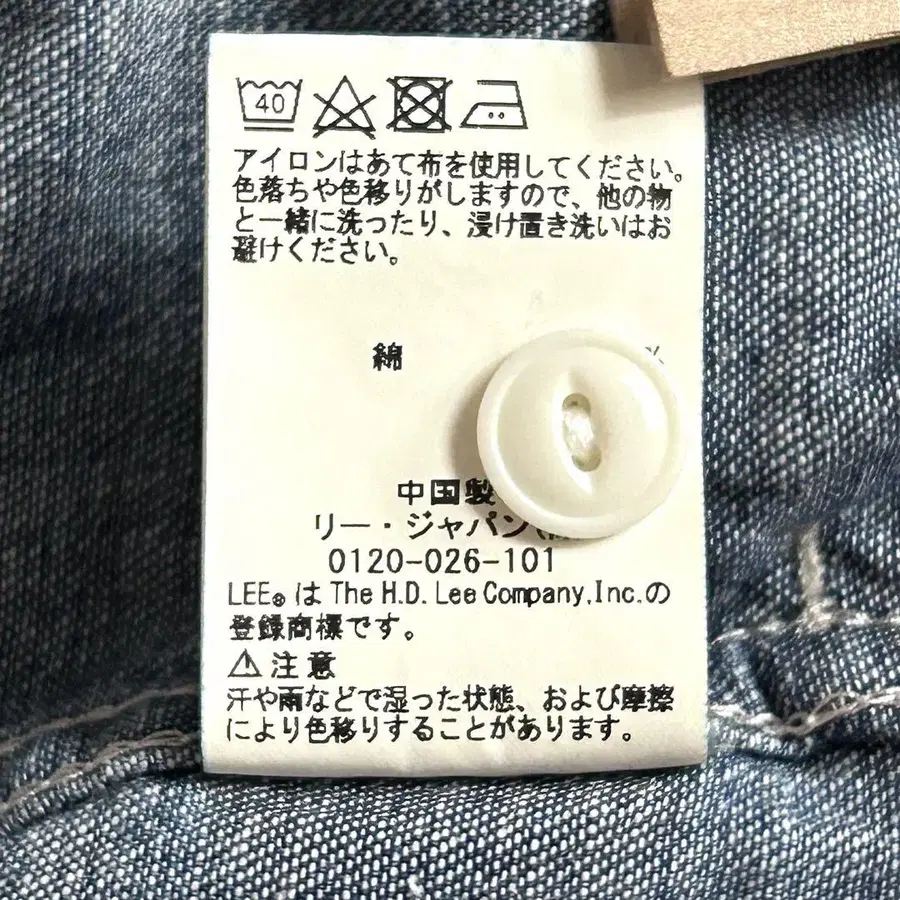 40
アイロンはあて布を使用してください。
色落ちや色移りがしますので、他の物
と一緒に洗ったり、浸け置き洗いはお
避けください。
綿 %
中国製
リー・ジャパン(
0120-026-101
LEE® は The H.D. Lee Company, Inc.の
登録商標です。
⚠注意
汗や雨などで湿った状態、および摩擦
により色移りすることがあります。